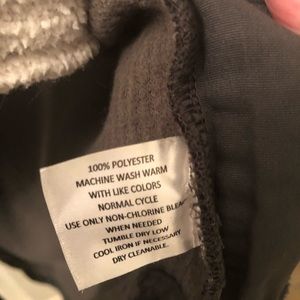 100% POLYESTER
MACHINE WASH WARM
WITH LIKE COLORS
NORMAL CYCLE
USE ONLY NON-CHLORINE BLEA
WHEN NEEDED
TUMBLE DRY LOW
COOL IRON IF NECESSARY
DRY CLEANABLE.